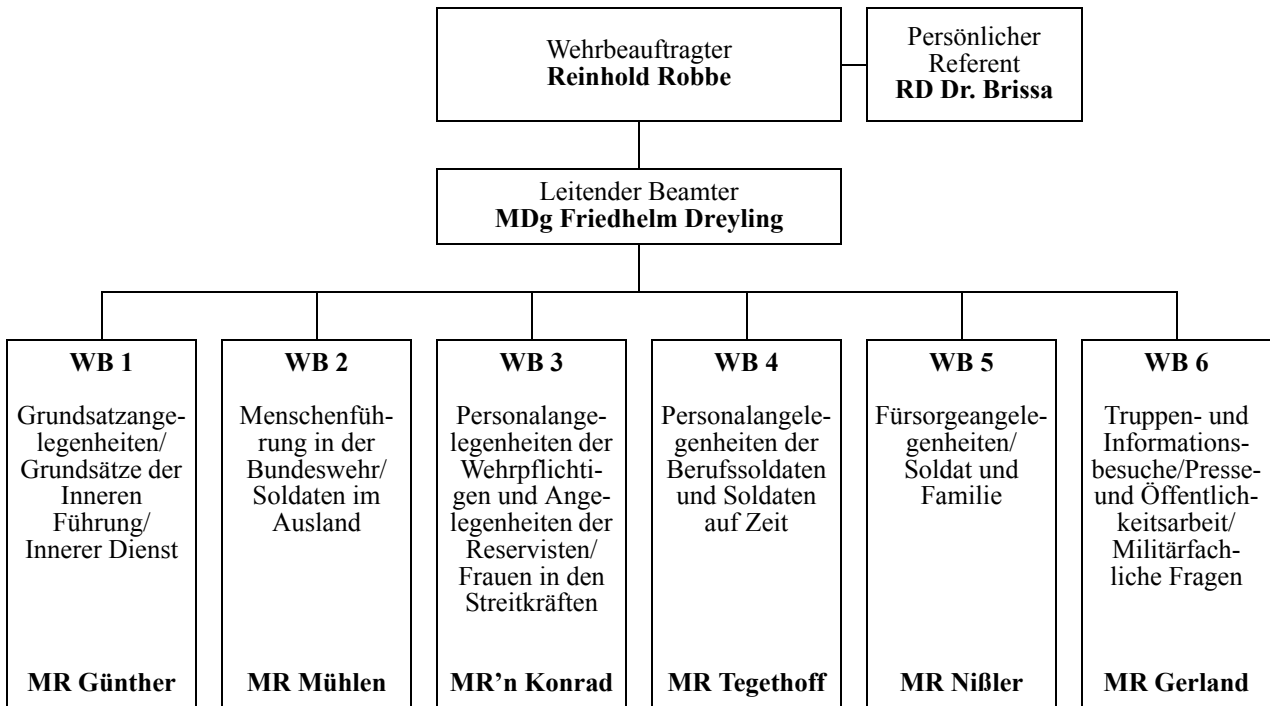 Wehrbeauftragter
Reinhold Robbe
Persönlicher
Referent
RD Dr. Brissa
Leitender Beamter
MDg Friedhelm Dreyling
WB 1
Grundsatzange-
legenheiten/
Grundsätze der
Inneren
Führung/
Innerer Dienst
MR Günther
WB 2
Menschenfüh-
rung in der
Bundeswehr/
Soldaten im
Ausland
MR Mühlen
WB 3
Personalange-
legenheiten der
Wehrpflichti-
gen und Ange-
legenheiten der
Reservisten/
Frauen in den
Streitkräften
MR’n Konrad
WB 4
Personalangele-
genheiten der
Berufssoldaten
und Soldaten
auf Zeit
MR Tegethoff
WB 5
Fürsorgeangele-
genheiten/
Soldat und
Familie
MR Nißler
WB 6
Truppen- und
Informations-
besuche/Presse-
und Öffentlich-
keitsarbeit/
Militärfach-
liche Fragen
MR Gerland